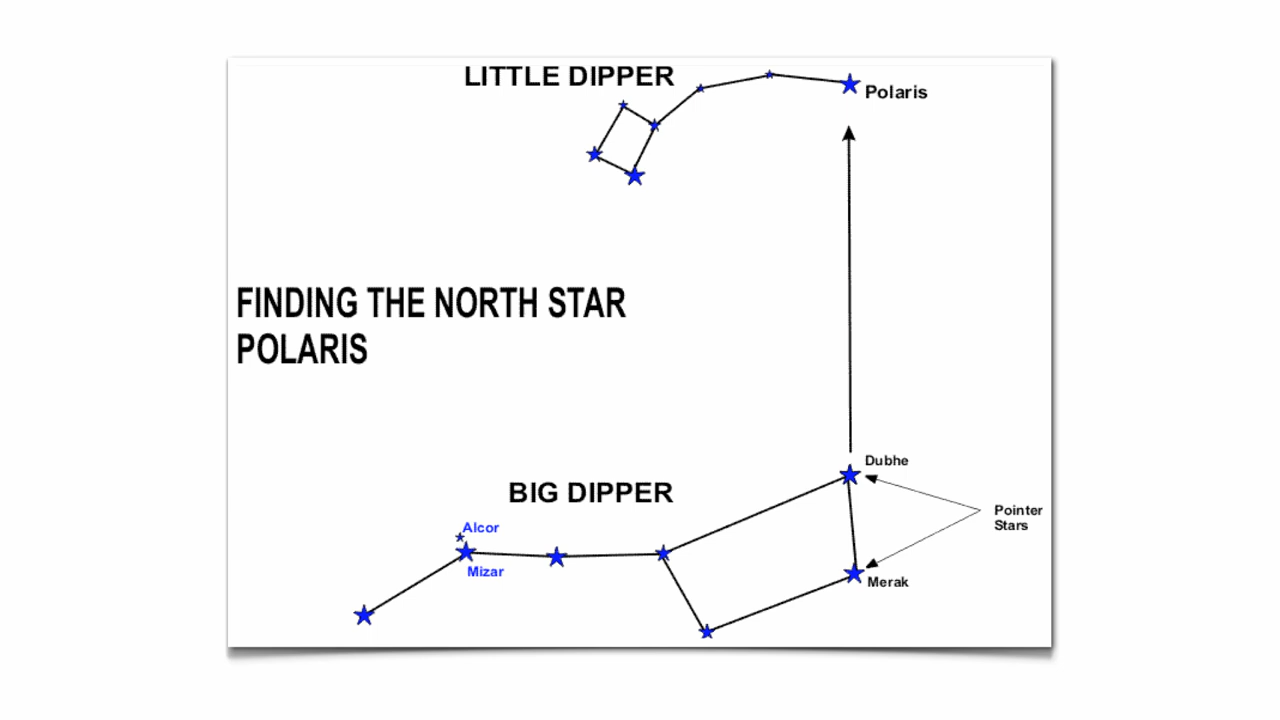 LITTLE DIPPER
Polaris
FINDING THE NORTH STAR
POLARIS
Dubhe
BIG DIPPER
Pointer
Stars
Alcor
Mizar
Merak